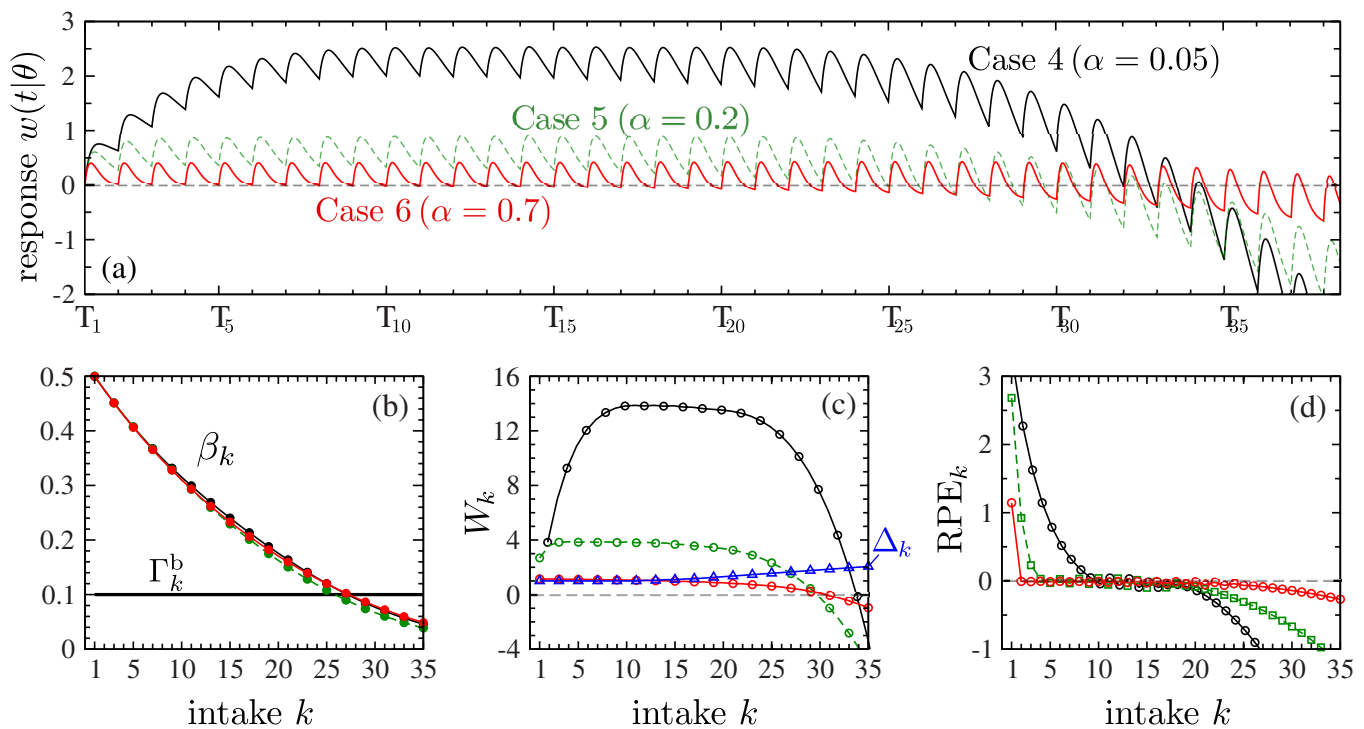 3
2
1
0
-1
-2
response w(t|θ)
Case 4 (α = 0.05)
Case 5 (α = 0.2)
Case 6 (α = 0.7)
(a)
T1 T5 T10 T15 T20 T25 T30 T35
0.5
0.4
0.3
0.2
0.1
0
(b)
βk
Γkb
1 5 10 15 20 25 30 35
intake k
16
12
8
4
0
-4
Wk
(c)
Δk
1 5 10 15 20 25 30 35
intake k
3
2
1
0
-1
RPEk
(d)
1 5 10 15 20 25 30 35
intake k